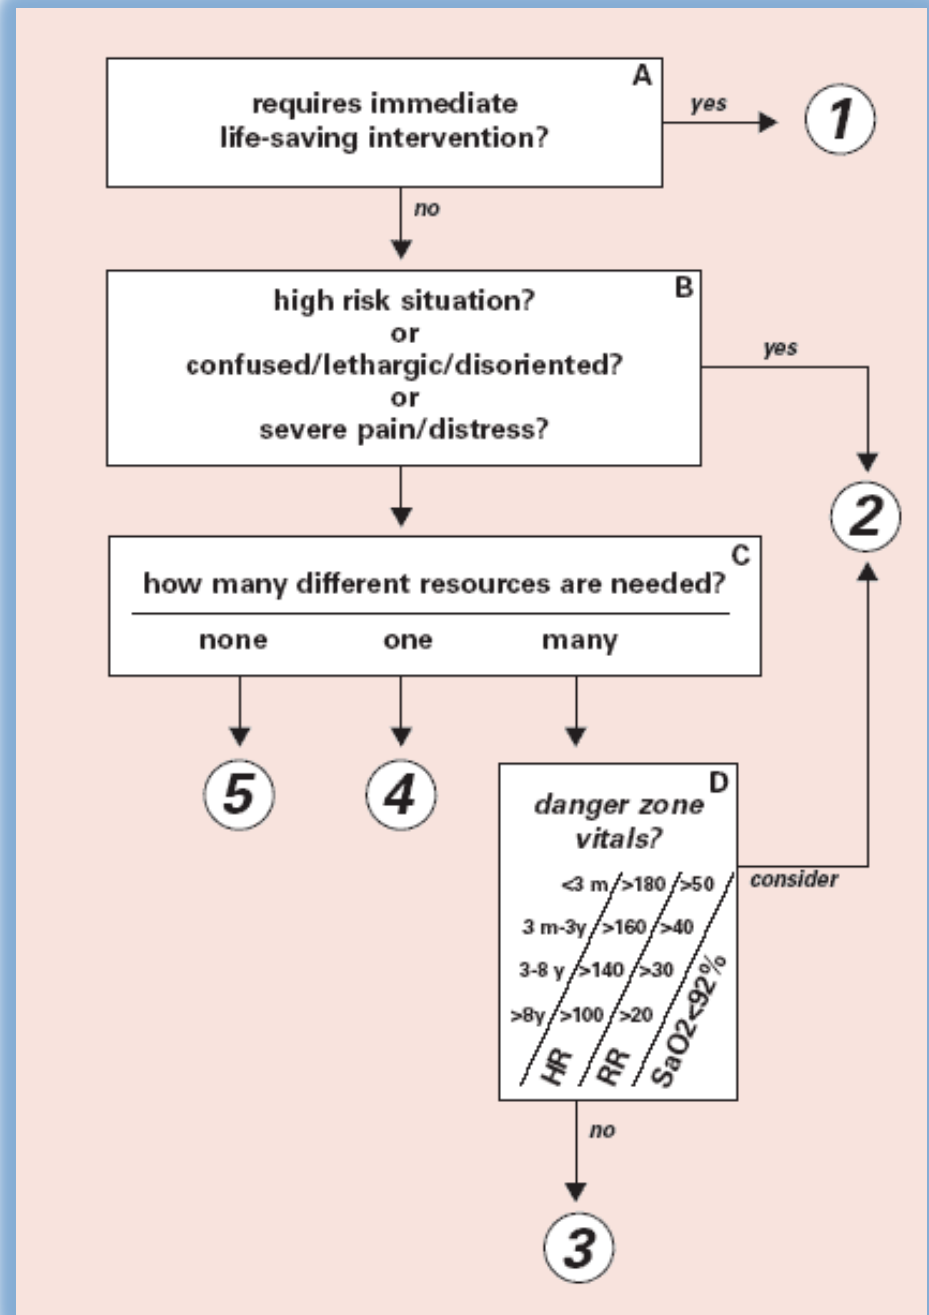 A
requires immediate
life-saving intervention?
yes
1
no
B
high risk situation?
or
confused/lethargic/disoriented?
or
severe pain/distress?
yes
2
C
how many different resources are needed?
none one many
5
4
D
danger zone
vitals?
<3 m >180 >50
3 m-3y >160 >40
3-8 y >140 >30
>8y >100 >20
HR RR SaO2<92%
consider
no
3